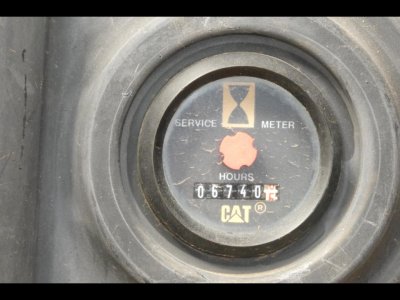 SERVICE METER
HOURS
06740
CAT ®